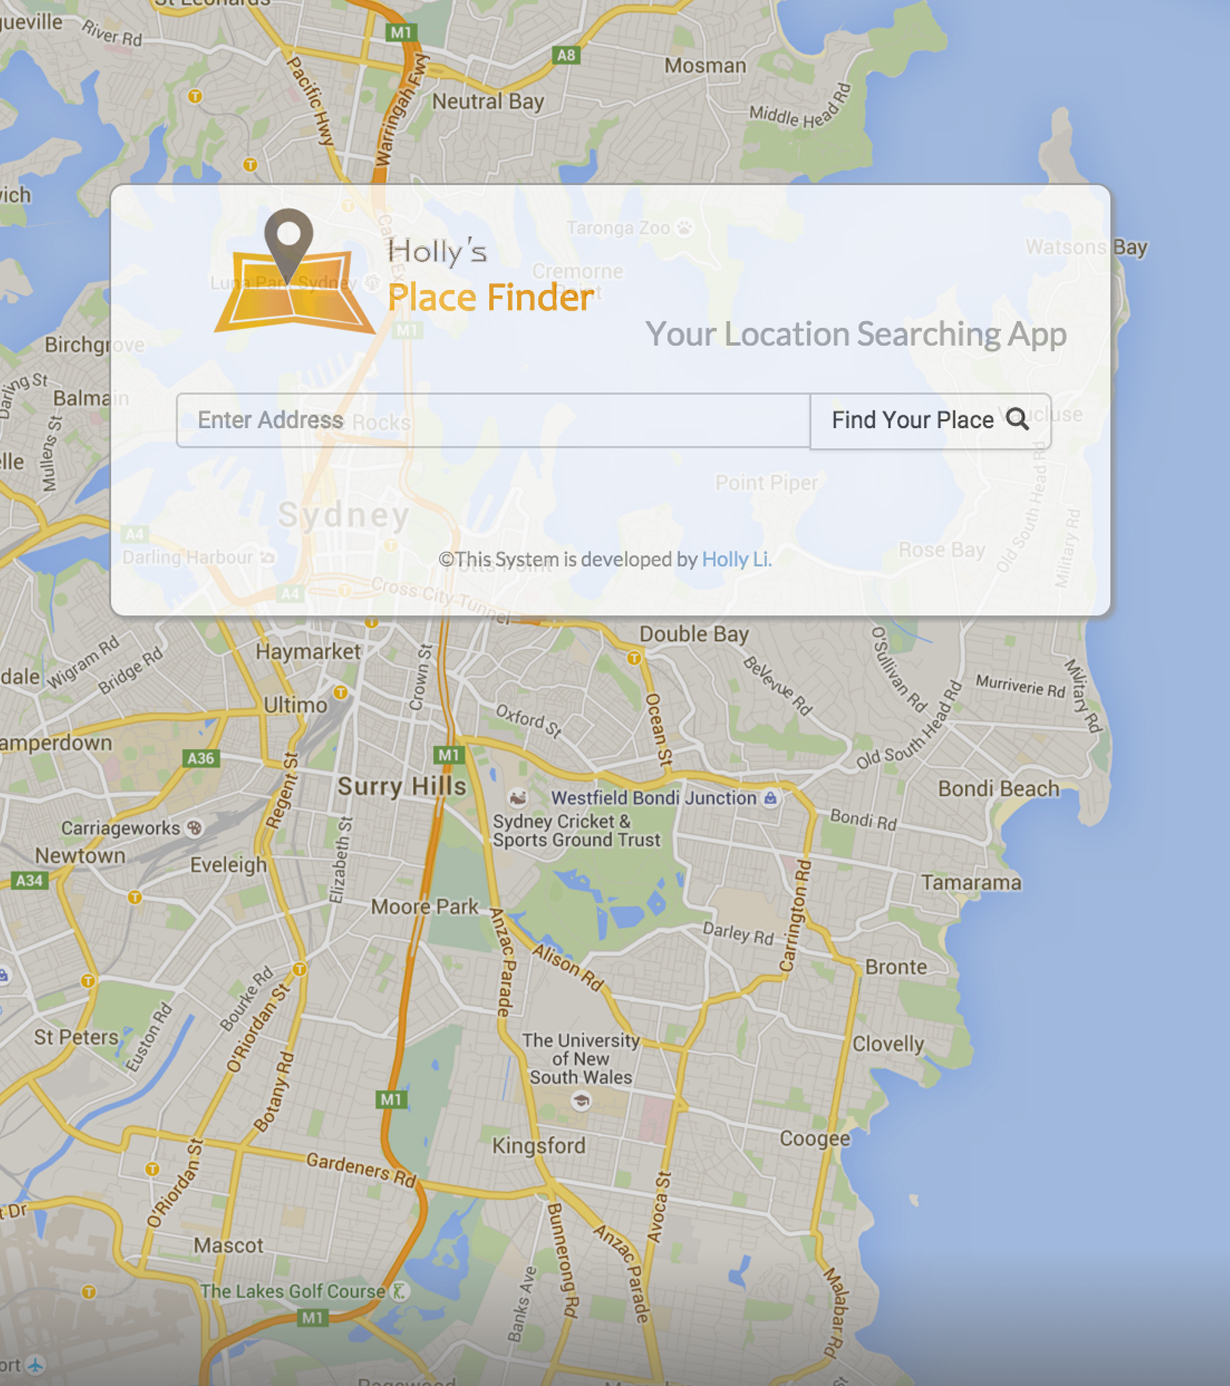 St Leonards
gueville
River Rd
M1
A8
Mosman
Pacific Hwy
Warringah Fwy
Neutral Bay
Middle Head Rd
T
T
T
Taronga Zoo
Watsons Bay
Holly's
Luna Park Sydney
Cremorne
Point
Place Finder
M1
Your Location Searching App
Birchgrove
Darling St
Balmain
Enter Address
Rocks
Find Your Place
Vaucluse
Mullens St
Point Piper
Sydney
Old South Head Rd
Military Rd
A4
Darling Harbour
T
Rose Bay
©This System is developed by Holly Li.
A4
T
Cross City Tunnel
T
Double Bay
Haymarket
Wigram Rd
Bridge Rd
Crown St
T
O'Sullivan Rd
BeVevue Rd
Murriverie Rd
Military Rd
Ultimo
T
Oxford St
Ocean St
Old South Head Rd
amperdown
A36
M1
Regent St
Surry Hills
Westfield Bondi Junction
Bondi Beach
Carriageworks
Sydney Cricket &
Sports Ground Trust
Bondi Rd
Newtown
Eveleigh
Elizabeth St
A34
T
Tamarama
Moore Park
Anzac Parade
Alison Rd
Darley Rd
Carrington Rd
Bronte
T
T
Bourke Rd
O'Riordan St
St Peters
Euston Rd
The University
of New
South Wales
Clovelly
Botany Rd
M1
Kingsford
Coogee
T
O'Riordan St
Gardeners Rd
Avoca St
t Dr
Mascot
Bunnerong Rd
Anzac Parade
T
The Lakes Golf Course
Banks Ave
Malabar Rd
M1
ort